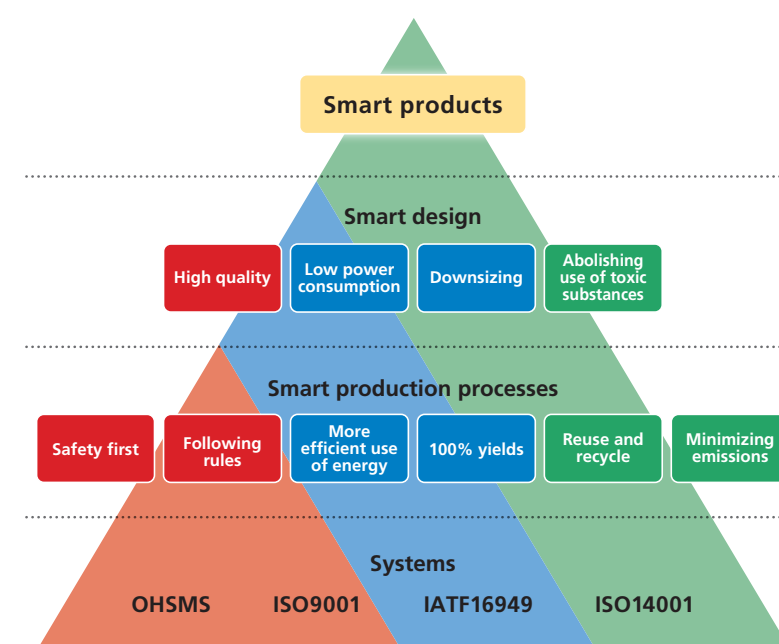 Smart products
Smart design
High quality
Low power
consumption
Downsizing
Abolishing
use of toxic
substances
Smart production processes
Safety first
Following
rules
More
efficient use
of energy
100% yields
Reuse and
recycle
Minimizing
emissions
Systems
OHSMS
ISO9001
IATF16949
ISO14001